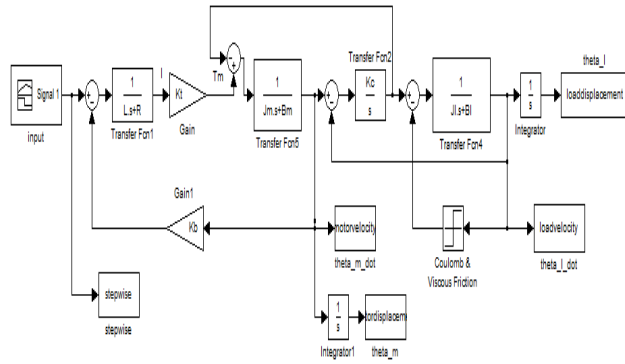 Signal 1
input
1
L.s+R
Transfer Fcn1
I
Kt
Gain
Tm
1
Jm.s+Bm
Transfer Fcn5
Transfer Fcn2
Kc
s
1
Jl.s+Bl
Transfer Fcn4
1
s
Integrator
theta_l
loaddisplacement
Gain1
Kb
motorvelocity
theta_m_dot
Coulomb &
Viscous Friction
loadvelocity
theta_l_dot
stepwise
stepwise
1
s
Integrator1
tordisplaceme
theta_m